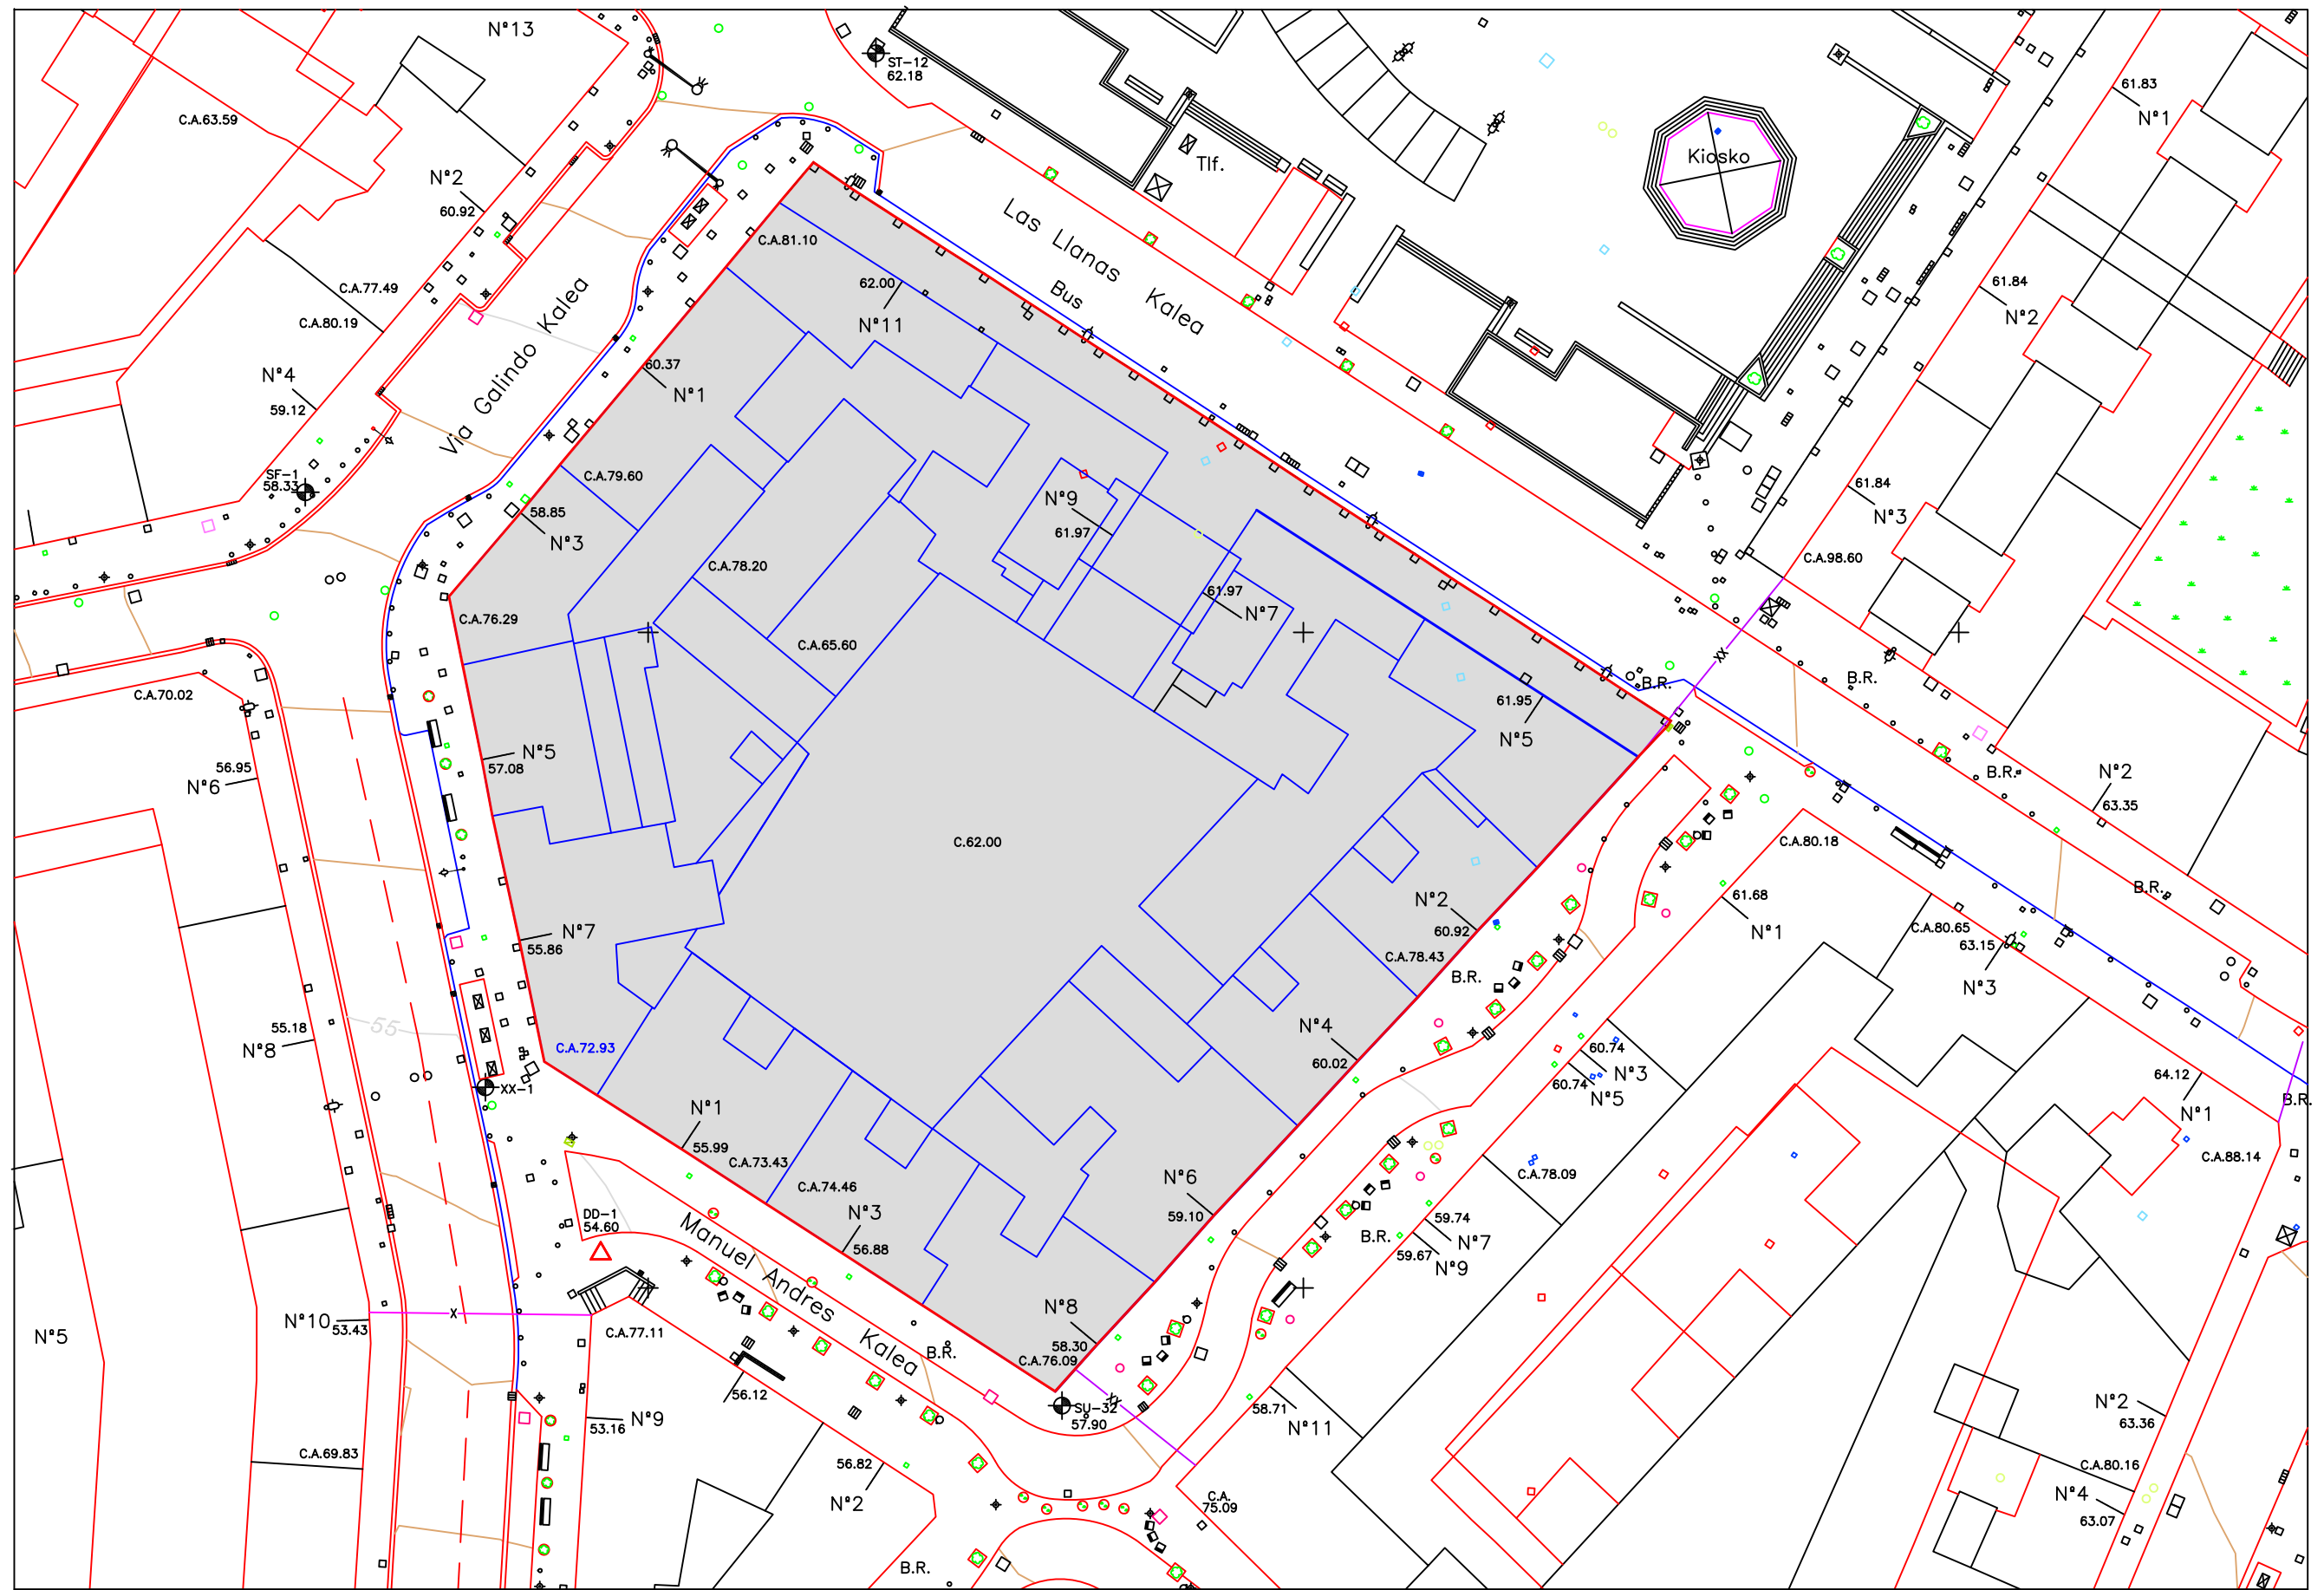 Nº13
ST-12
62.18
C.A.63.59
Nº2
60.92
C.A.77.49
C.A.80.19
Nº4
59.12
Via Galindo Kalea
SF-1
58.33
C.A.81.10
62.00
Nº11
60.37
Nº1
Las Llanas Kalea
Bus
Tlf.
Kiosko
61.83
Nº1
61.84
Nº2
61.84
Nº3
C.A.98.60
C.A.79.60
58.85
Nº3
Nº9
61.97
C.A.78.20
61.97
Nº7
C.A.76.29
C.A.65.60
61.95
Nº5
B.R.
XX
B.R.
B.R.
Nº2
63.35
B.R.
C.A.70.02
56.95
Nº6
Nº5
57.08
C.62.00
C.A.80.18
61.68
Nº1
C.A.80.65
63.15
Nº3
Nº2
60.92
C.A.78.43
B.R.
Nº7
55.86
55
55.18
Nº8
C.A.72.93
XX-1
Nº4
60.02
60.74
Nº3
60.74
Nº5
64.12
Nº1
B.R.
C.A.88.14
Nº1
55.99
C.A.73.43
C.A.74.46
Nº3
56.88
C.A.78.09
Nº6
59.10
B.R.
59.74
Nº7
59.67
Nº9
DD-1
54.60
Manuel Andres Kalea
Nº10
53.43
X
Nº5
C.A.77.11
Nº8
58.30
C.A.76.09
B.R.
56.12
XX
SU-32
57.90
58.71
Nº11
53.16
Nº9
C.A.69.83
56.82
Nº2
C.A.
75.09
B.R.
Nº2
63.36
C.A.80.16
Nº4
63.07